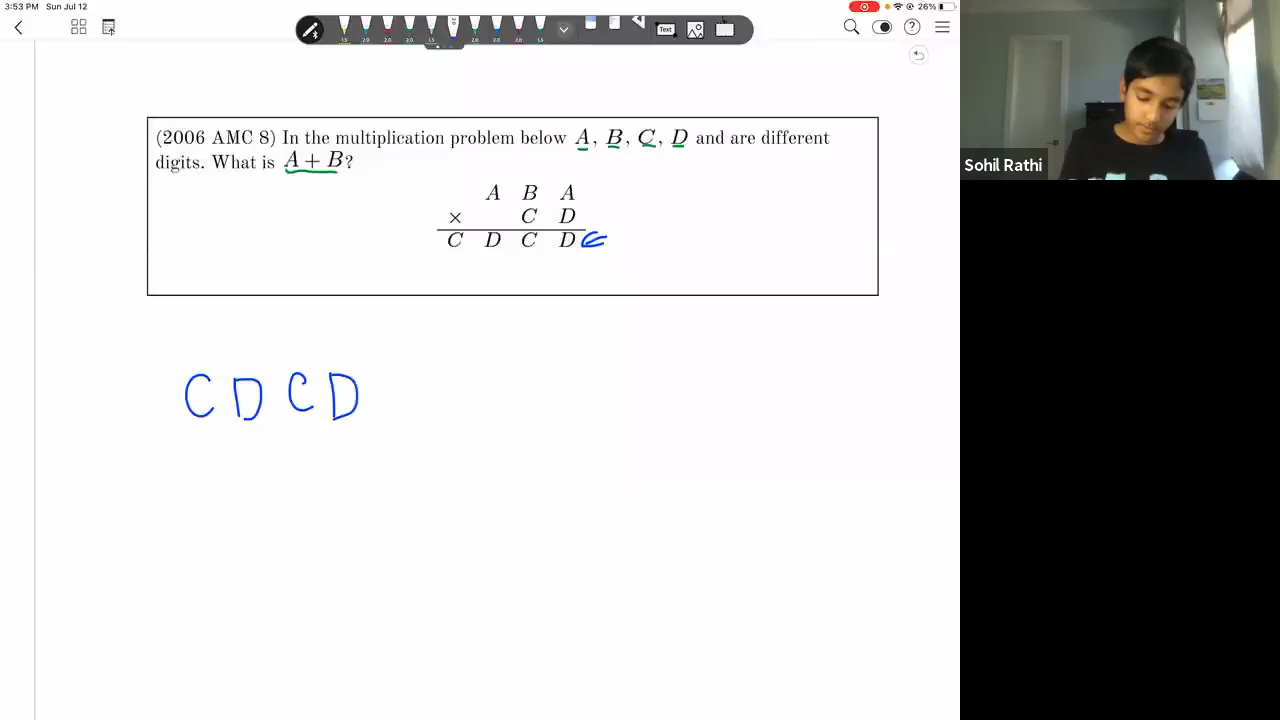 3:53 PM Sun Jul 12 26%
Text
(2006 AMC 8) In the multiplication problem below A, B, C, D and are different
digits. What is A + B?
A B A
× C D
C D C D
C D C D
Sohil Rathi